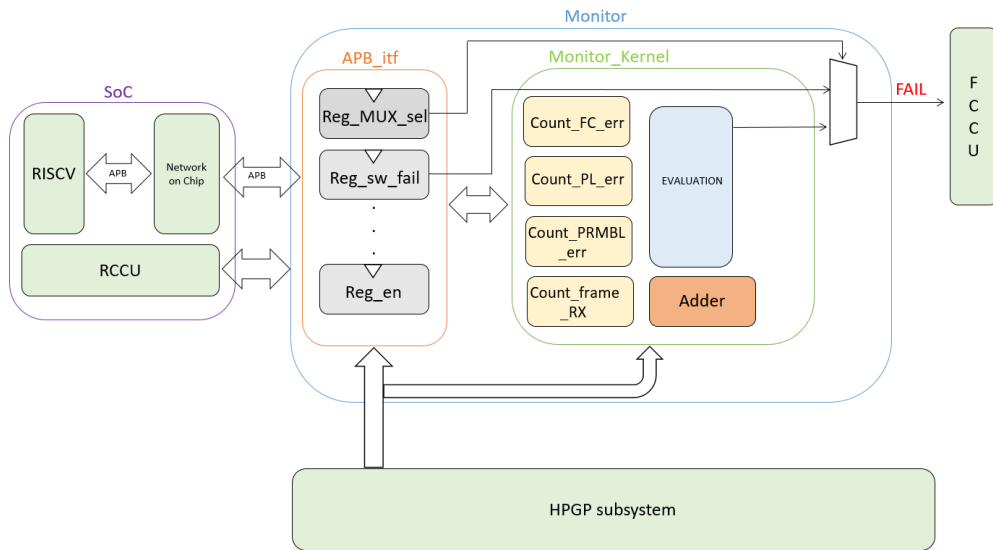 Monitor
APB_itf
Monitor_Kernel
SoC
RISCV
APB
Network
on Chip
APB
RCCU
Reg_MUX_sel
Reg_sw_fail
.
.
.
.
Reg_en
Count_FC_err
Count_PL_err
Count_PRMBL
_err
Count_frame
_RX
EVALUATION
Adder
FAIL
F
C
C
U
HPGP subsystem